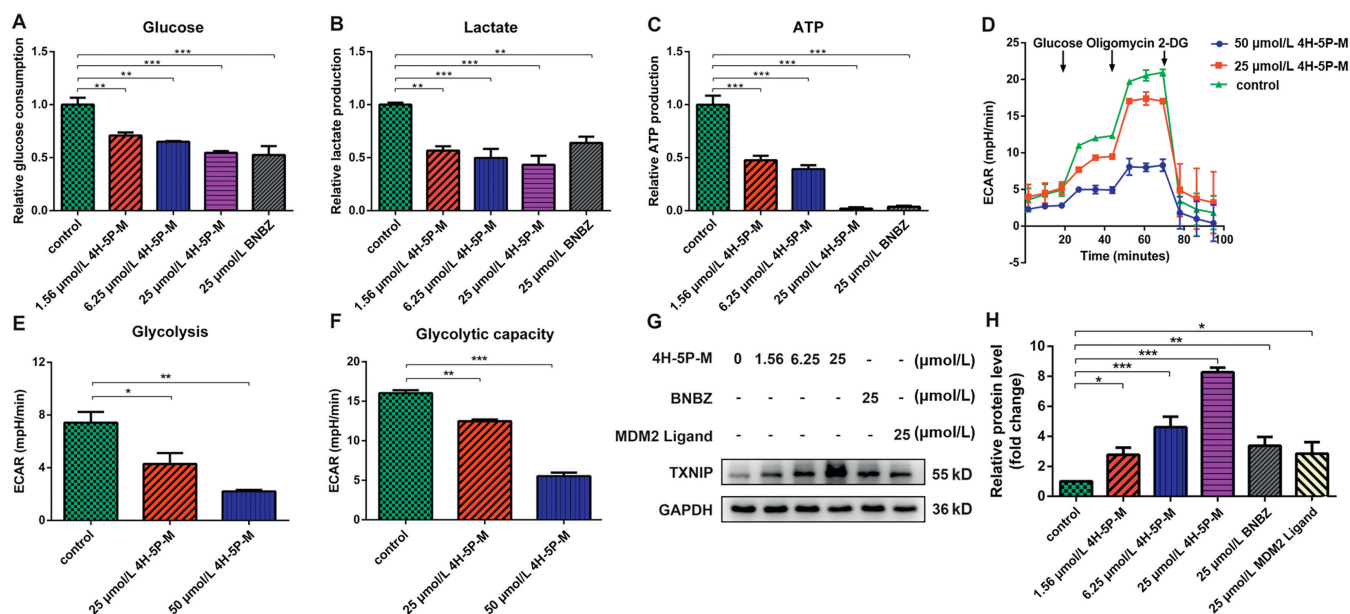 A
Glucose
Relative glucose consumption
1.5
1.0
0.5
0.0
***
***
**
**
control
1.56 μmol/L 4H-5P-M
6.25 μmol/L 4H-5P-M
25 μmol/L 4H-5P-M
25 μmol/L BNBZ
B
Lactate
Relative lactate production
1.5
1.0
0.5
0.0
**
***
***
**
control
1.56 μmol/L 4H-5P-M
6.25 μmol/L 4H-5P-M
25 μmol/L 4H-5P-M
25 μmol/L BNBZ
C
ATP
Relative ATP production
1.5
1.0
0.5
0.0
***
***
***
***
control
1.56 μmol/L 4H-5P-M
6.25 μmol/L 4H-5P-M
25 μmol/L 4H-5P-M
25 μmol/L BNBZ
D
ECAR (mpH/min)
25
20
15
10
5
0
-5
Glucose Oligomycin 2-DG
20 40 60 80 100
Time (minutes)
50 μmol/L 4H-5P-M
25 μmol/L 4H-5P-M
control
E
Glycolysis
ECAR (mpH/min)
12
8
4
0
**
*
control
25 μmol/L 4H-5P-M
50 μmol/L 4H-5P-M
F
Glycolytic capacity
ECAR (mpH/min)
20
15
10
5
0
***
**
control
25 μmol/L 4H-5P-M
50 μmol/L 4H-5P-M
G
4H-5P-M 0 1.56 6.25 25 - - (μmol/L)
BNBZ - - - - 25 - (μmol/L)
MDM2 Ligand - - - - - 25 (μmol/L)
TXNIP 55 kD
GAPDH 36 kD
H
Relative protein level
(fold change)
10
8
6
4
2
0
*
**
***
***
*
control
1.56 μmol/L 4H-5P-M
6.25 μmol/L 4H-5P-M
25 μmol/L 4H-5P-M
25 μmol/L BNBZ
25 μmol/L MDM2 Ligand